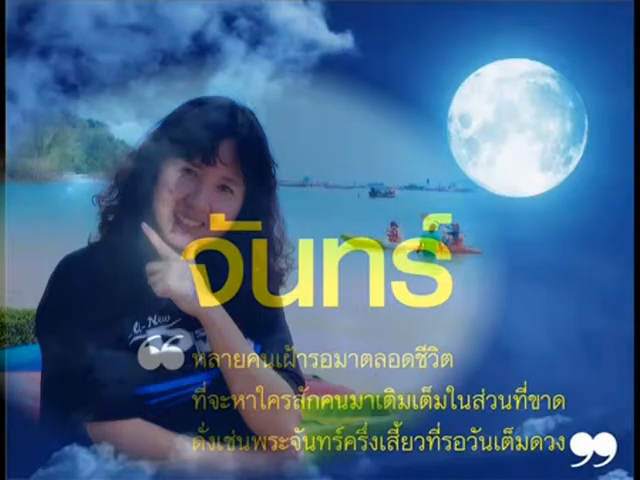 จันทร์
หลายคนเฝ้ารอมาตลอดชีวิต
ที่จะหาใครสักคนมาเติมเต็มในส่วนที่ขาด
ดั่งเช่นพระจันทร์ครึ่งเสี้ยวที่รอวันเต็มดวง